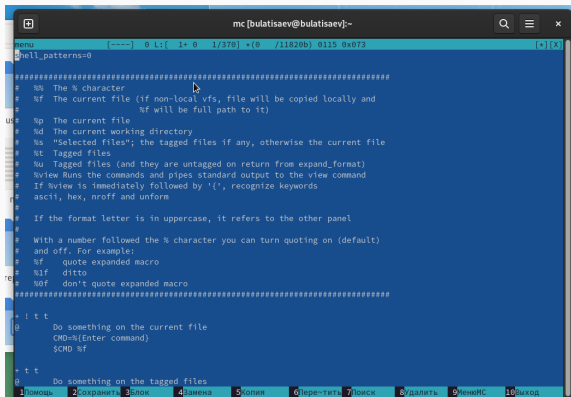 mc [bulatisaev@bulatisaev]:~
menu [----] 0 L:[ 1+ 0 1/378] *(0 /11820b) 0115 0x073 [*][X]
shell_patterns=0
################################################################################
# %% The % character
# %f The current file (if non-local vfs, file will be copied locally and
# %f will be full path to it)
# %p The current file
# %d The current working directory
# %s "Selected files"; the tagged files if any, otherwise the current file
# %t Tagged files
# %u Tagged files (and they are untagged on return from expand_format)
# %view Runs the commands and pipes standard output to the view command
# If %view is immediately followed by '{', recognize keywords
# ascii, hex, nroff and unform
#
# If the format letter is in uppercase, it refers to the other panel
#
# With a number followed the % character you can turn quoting on (default)
# and off. For example:
# %f quote expanded macro
# %1f ditto
# %0f don't quote expanded macro
################################################################################
+ ! t t
@ Do something on the current file
CMD=%{Enter command}
$CMD %f
+ t t
@ Do something on the tagged files
1Помощь 2Сохранить 3Блок 4Замена 5Копия 6Пере~тить 7Поиск 8Удалить 9МенюMC 10Выход